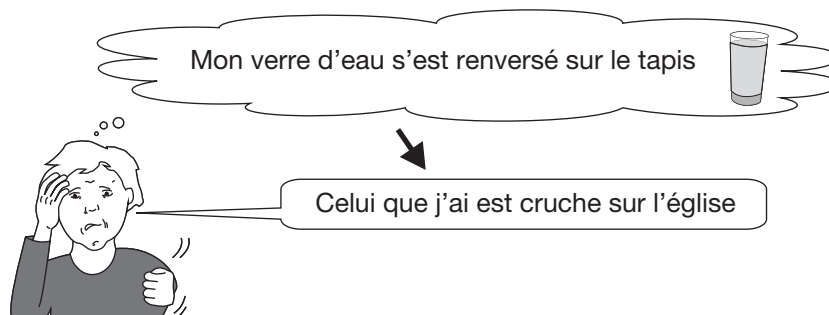 Mon verre d’eau s’est renversé sur le tapis
Celui que j’ai est cruche sur l’église